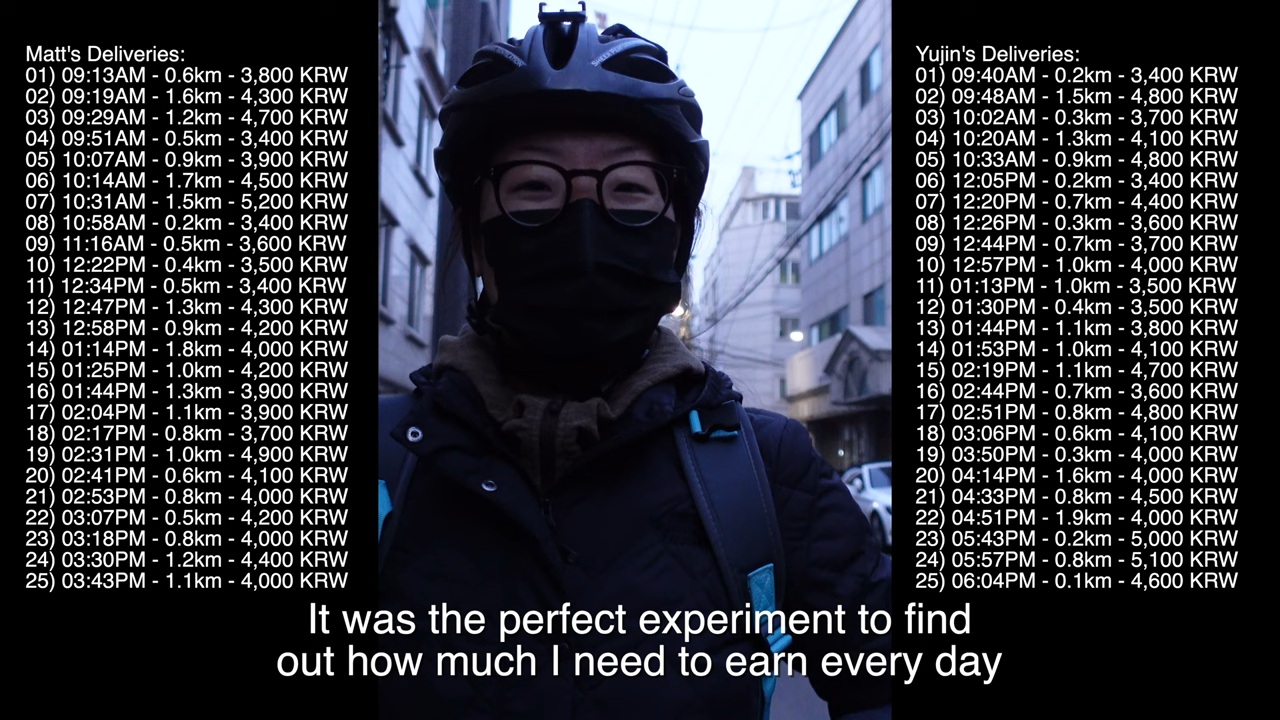 Matt's Deliveries:
01) 09:13AM - 0.6km - 3,800 KRW
02) 09:19AM - 1.6km - 4,300 KRW
03) 09:29AM - 1.2km - 4,700 KRW
04) 09:51AM - 0.5km - 3,400 KRW
05) 10:07AM - 0.9km - 3,900 KRW
06) 10:14AM - 1.7km - 4,500 KRW
07) 10:31AM - 1.5km - 5,200 KRW
08) 10:58AM - 0.2km - 3,400 KRW
09) 11:16AM - 0.5km - 3,600 KRW
10) 12:22PM - 0.4km - 3,500 KRW
11) 12:34PM - 0.5km - 3,400 KRW
12) 12:47PM - 1.3km - 4,300 KRW
13) 12:58PM - 0.9km - 4,200 KRW
14) 01:14PM - 1.8km - 4,000 KRW
15) 01:25PM - 1.0km - 4,200 KRW
16) 01:44PM - 1.3km - 3,900 KRW
17) 02:04PM - 1.1km - 3,900 KRW
18) 02:17PM - 0.8km - 3,700 KRW
19) 02:31PM - 1.0km - 4,900 KRW
20) 02:41PM - 0.6km - 4,100 KRW
21) 02:53PM - 0.8km - 4,000 KRW
22) 03:07PM - 0.5km - 4,200 KRW
23) 03:18PM - 0.8km - 4,000 KRW
24) 03:30PM - 1.2km - 4,400 KRW
25) 03:43PM - 1.1km - 4,000 KRW
Yujin's Deliveries:
01) 09:40AM - 0.2km - 3,400 KRW
02) 09:48AM - 1.5km - 4,800 KRW
03) 10:02AM - 0.3km - 3,700 KRW
04) 10:20AM - 1.3km - 4,100 KRW
05) 10:33AM - 0.9km - 4,800 KRW
06) 12:05PM - 0.2km - 3,400 KRW
07) 12:20PM - 0.7km - 4,400 KRW
08) 12:26PM - 0.3km - 3,600 KRW
09) 12:44PM - 0.7km - 3,700 KRW
10) 12:57PM - 1.0km - 4,000 KRW
11) 01:13PM - 1.0km - 3,500 KRW
12) 01:30PM - 0.4km - 3,500 KRW
13) 01:44PM - 1.1km - 3,800 KRW
14) 01:53PM - 1.0km - 4,100 KRW
15) 02:19PM - 1.1km - 4,700 KRW
16) 02:44PM - 0.7km - 3,600 KRW
17) 02:51PM - 0.8km - 4,800 KRW
18) 03:06PM - 0.6km - 4,100 KRW
19) 03:50PM - 0.3km - 4,000 KRW
20) 04:14PM - 1.6km - 4,000 KRW
21) 04:33PM - 0.8km - 4,500 KRW
22) 04:51PM - 1.9km - 4,000 KRW
23) 05:43PM - 0.2km - 5,000 KRW
24) 05:57PM - 0.8km - 5,100 KRW
25) 06:04PM - 0.1km - 4,600 KRW
It was the perfect experiment to find
out how much I need to earn every day